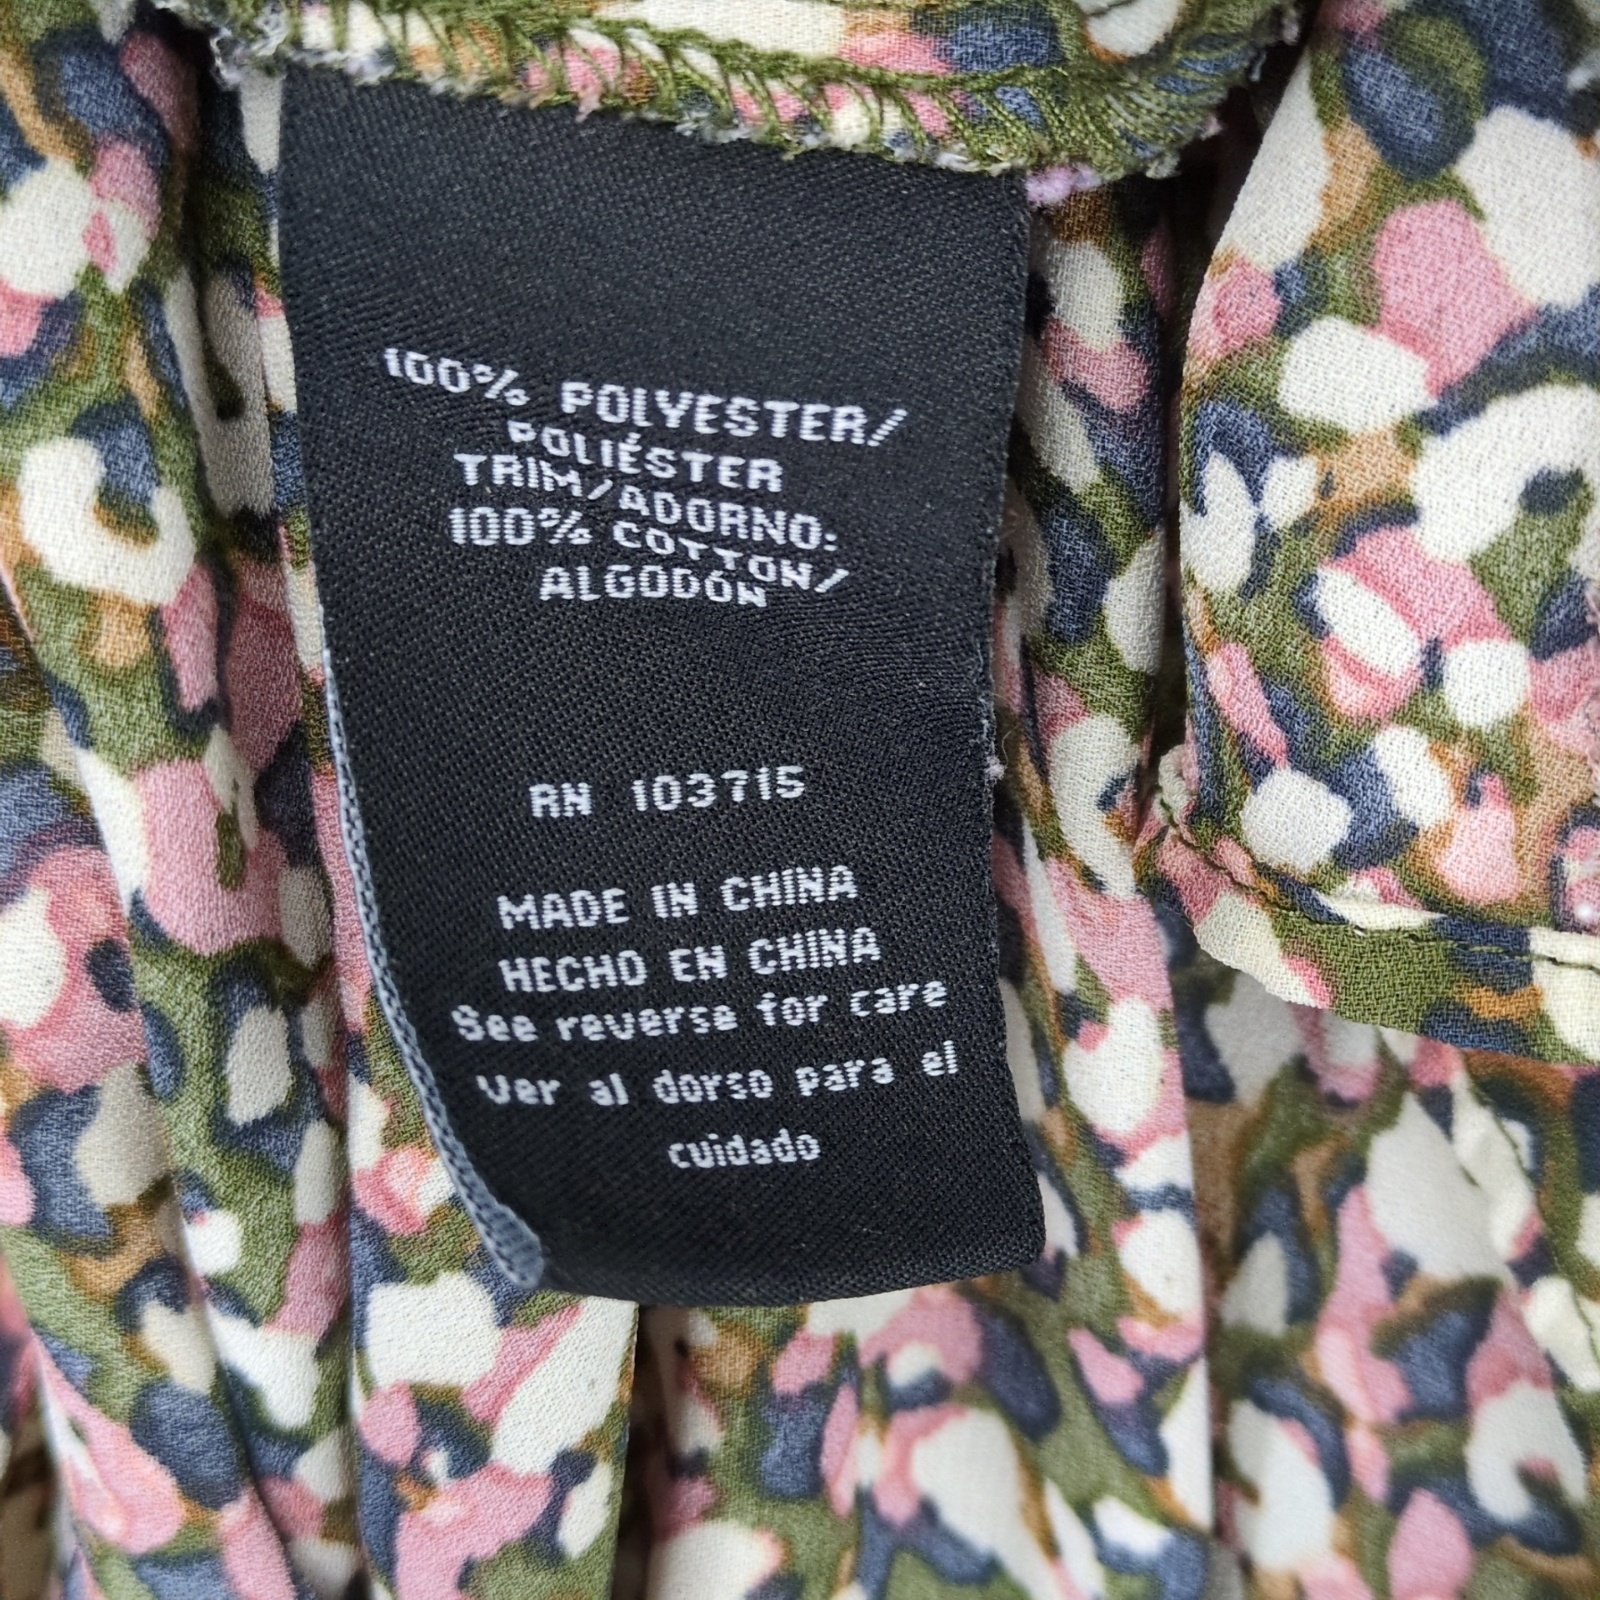 100% POLYESTER/
POLIÉSTER
TRIM/ADORNO:
100% COTTON/
ALGODÓN
RN 103715
MADE IN CHINA
HECHO EN CHINA
See reverse for care
Ver al dorso para el
cuidado